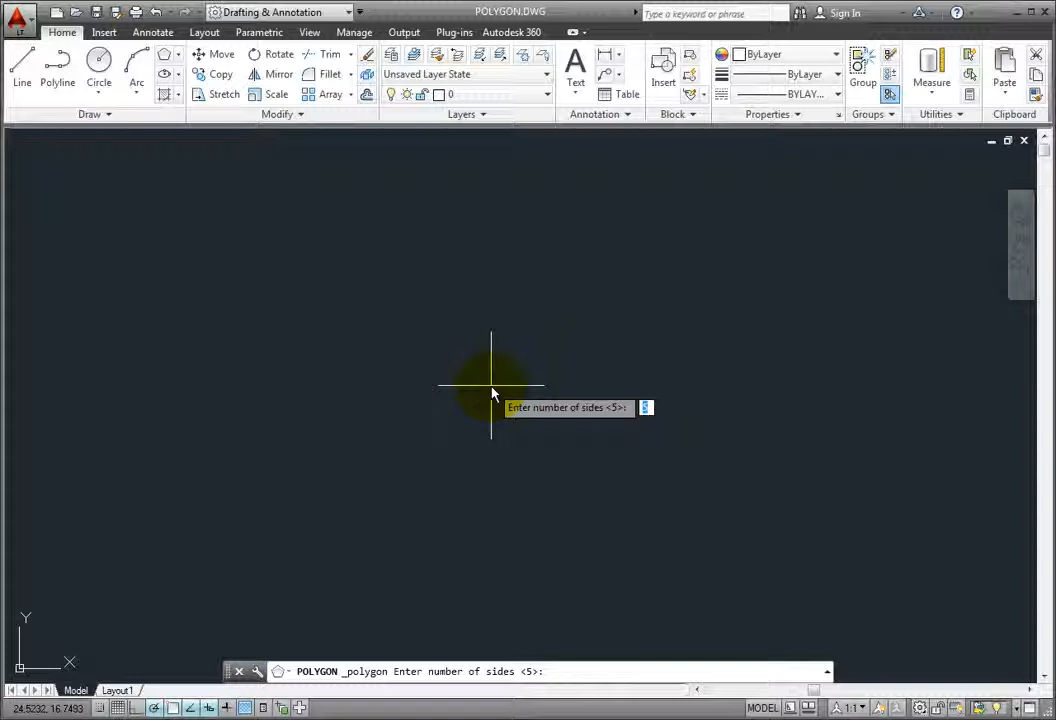 Drafting & Annotation
POLYGON.DWG
Type a keyword or phrase
Sign In
LT
Home Insert Annotate Layout Parametric View Manage Output Plug-ins Autodesk 360
Line Polyline Circle Arc
Move Rotate Trim
Copy Mirror Fillet
Stretch Scale Array
Unsaved Layer State
0
Text
Table
Insert
ByLayer
ByLayer
BYLAY...
Group
Measure
Paste
Draw Modify Layers Annotation Block Properties Groups Utilities Clipboard
Enter number of sides <5>: 5
Y
X
POLYGON _polygon Enter number of sides <5>:
Model Layout1
24.5232, 16.7493
MODEL
1:1